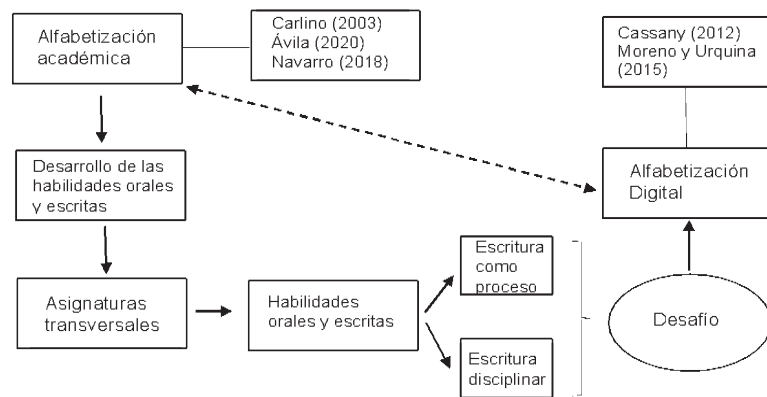 Alfabetización
académica
Carlino (2003)
Ávila (2020)
Navarro (2018)
Cassany (2012)
Moreno y Urquina
(2015)
Desarrollo de las
habilidades orales
y escritas
Alfabetización
Digital
Asignaturas
transversales
Habilidades
orales y escritas
Escritura
como
proceso
Escritura
disciplinar
Desafío